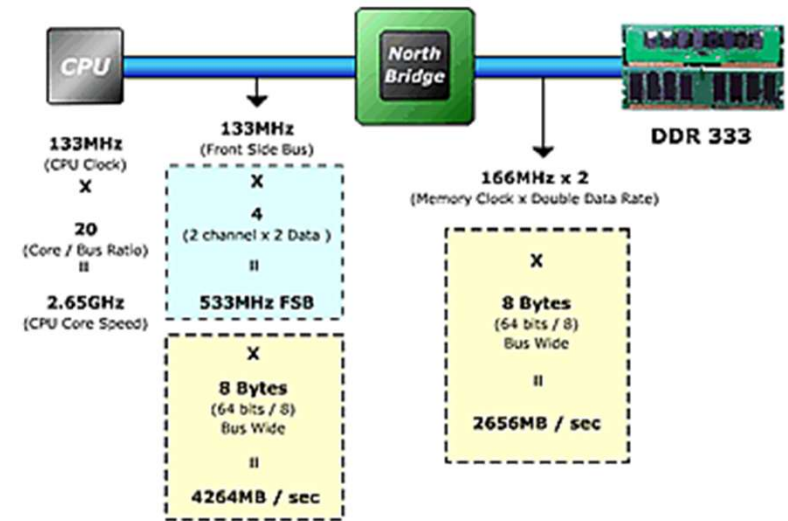 CPU
North
Bridge
DDR 333
133MHz
(CPU Clock)
X
20
(Core / Bus Ratio)
=
2.65GHz
(CPU Core Speed)
133MHz
(Front Side Bus)
X
4
(2 channel x 2 Data )
=
533MHz FSB
X
8 Bytes
(64 bits / 8)
Bus Wide
=
4264MB / sec
166MHz x 2
(Memory Clock x Double Data Rate)
X
8 Bytes
(64 bits / 8)
Bus Wide
=
2656MB / sec